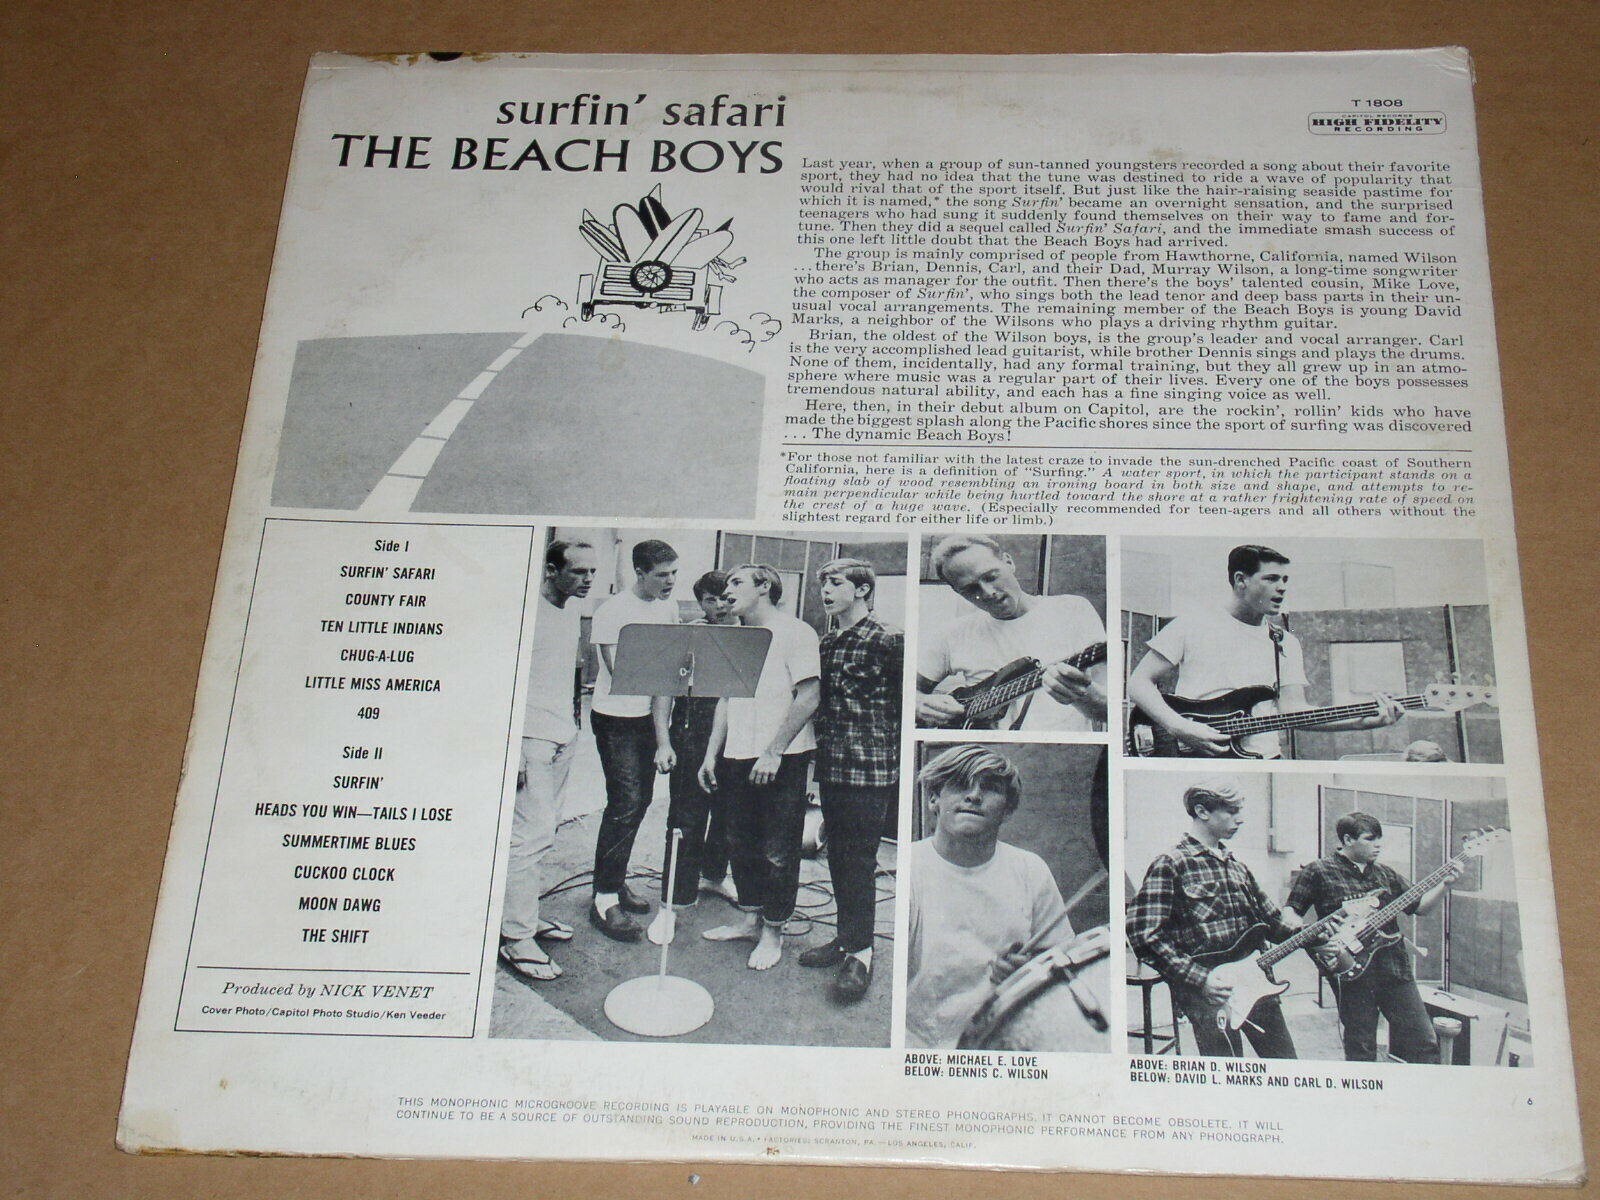 surfin' safari
THE BEACH BOYS
T 1808
CAPITOL RECORDS
HIGH FIDELITY
RECORDING
Last year, when a group of sun-tanned youngsters recorded a song about their favorite
sport, they had no idea that the tune was destined to ride a wave of popularity that
would rival that of the sport itself. But just like the hair-raising seaside pastime for
which it is named,* the song Surfin' became an overnight sensation, and the surprised
teenagers who had sung it suddenly found themselves on their way to fame and for-
tune. Then they did a sequel called Surfin' Safari, and the immediate smash success of
this one left little doubt that the Beach Boys had arrived.
The group is mainly comprised of people from Hawthorne, California, named Wilson
...there's Brian, Dennis, Carl, and their Dad, Murray Wilson, a long-time songwriter
who acts as manager for the outfit. Then there's the boys' talented cousin, Mike Love,
the composer of Surfin', who sings both the lead tenor and deep bass parts in their un-
usual vocal arrangements. The remaining member of the Beach Boys is young David
Marks, a neighbor of the Wilsons who plays a driving rhythm guitar.
Brian, the oldest of the Wilson boys, is the group's leader and vocal arranger. Carl
is the very accomplished lead guitarist, while brother Dennis sings and plays the drums.
None of them, incidentally, had any formal training, but they all grew up in an atmo-
sphere where music was a regular part of their lives. Every one of the boys possesses
tremendous natural ability, and each has a fine singing voice as well.
Here, then, in their debut album on Capitol, are the rockin', rollin' kids who have
made the biggest splash along the Pacific shores since the sport of surfing was discovered
... The dynamic Beach Boys!
*For those not familiar with the latest craze to invade the sun-drenched Pacific coast of Southern
California, here is a definition of "Surfing." A water sport, in which the participant stands on a
floating slab of wood resembling an ironing board in both size and shape, and attempts to re-
main perpendicular while being hurtled toward the shore at a rather frightening rate of speed on
the crest of a huge wave. (Especially recommended for teen-agers and all others without the
slightest regard for either life or limb.)
Side I
SURFIN' SAFARI
COUNTY FAIR
TEN LITTLE INDIANS
CHUG-A-LUG
LITTLE MISS AMERICA
409
Side II
SURFIN'
HEADS YOU WIN—TAILS I LOSE
SUMMERTIME BLUES
CUCKOO CLOCK
MOON DAWG
THE SHIFT
Produced by NICK VENET
Cover Photo/Capitol Photo Studio/Ken Veeder
ABOVE: MICHAEL E. LOVE
BELOW: DENNIS C. WILSON
ABOVE: BRIAN D. WILSON
BELOW: DAVID L. MARKS AND CARL D. WILSON
6
THIS MONOPHONIC MICROGROOVE RECORDING IS PLAYABLE ON MONOPHONIC AND STEREO PHONOGRAPHS. IT CANNOT BECOME OBSOLETE. IT WILL
CONTINUE TO BE A SOURCE OF OUTSTANDING SOUND REPRODUCTION, PROVIDING THE FINEST MONOPHONIC PERFORMANCE FROM ANY PHONOGRAPH.
MADE IN U.S.A. • FACTORIES: SCRANTON, PA.—LOS ANGELES, CALIF.